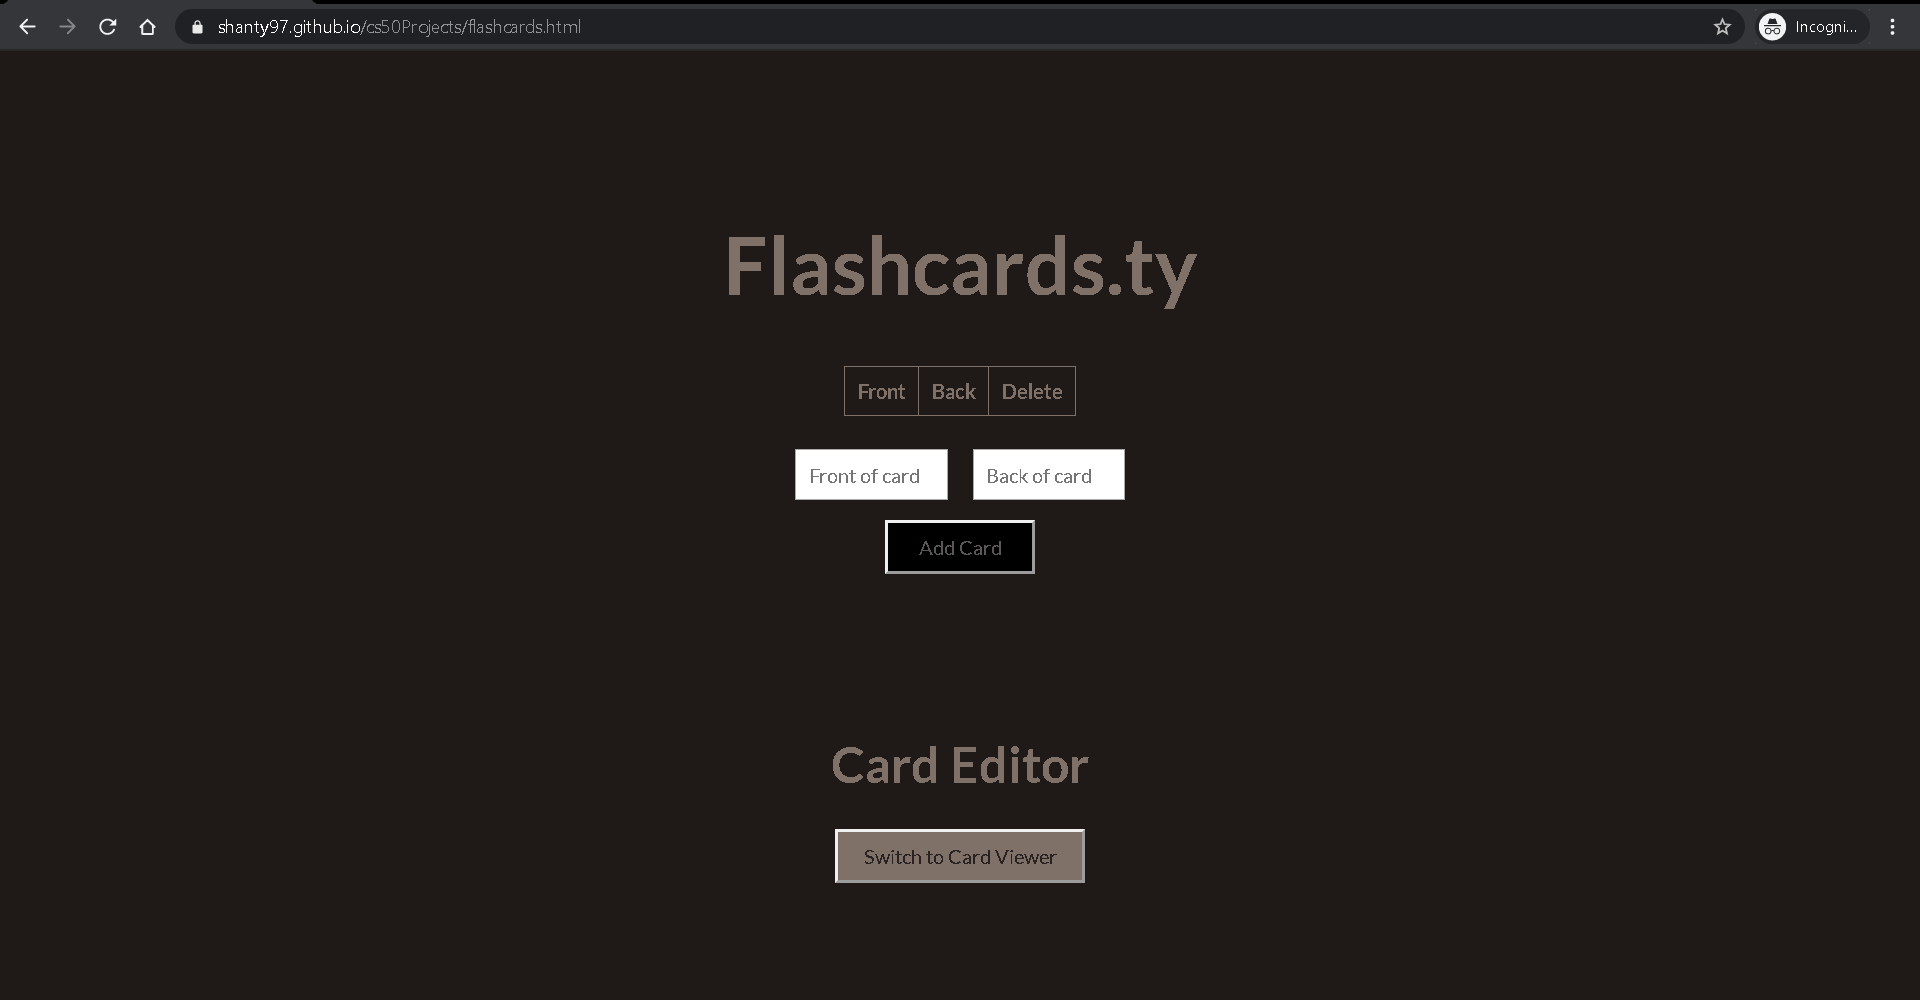 shanty97.github.io/cs50Projects/flashcards.html Incogni...
Flashcards.ty
Front Back Delete
Front of card Back of card
Add Card
Card Editor
Switch to Card Viewer